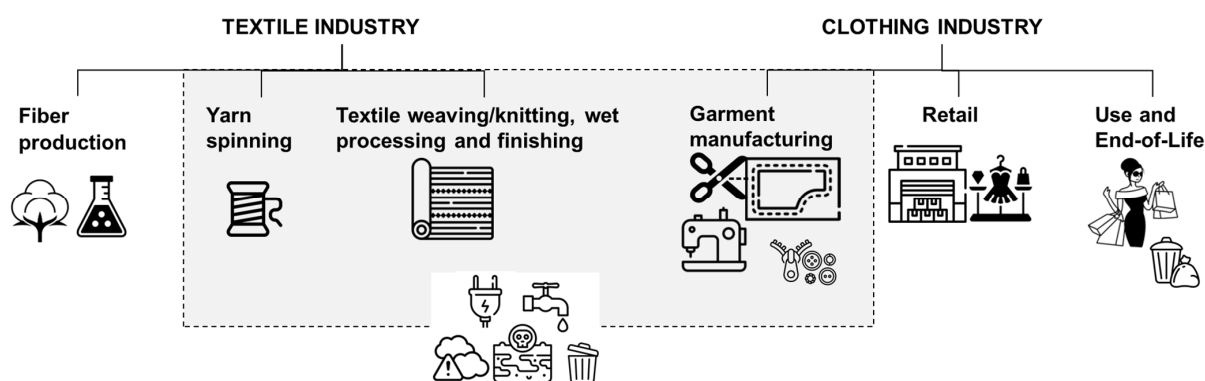 TEXTILE INDUSTRY
CLOTHING INDUSTRY
Fiber
production
Yarn
spinning
Textile weaving/knitting, wet
processing and finishing
Garment
manufacturing
Retail
Use and
End-of-Life